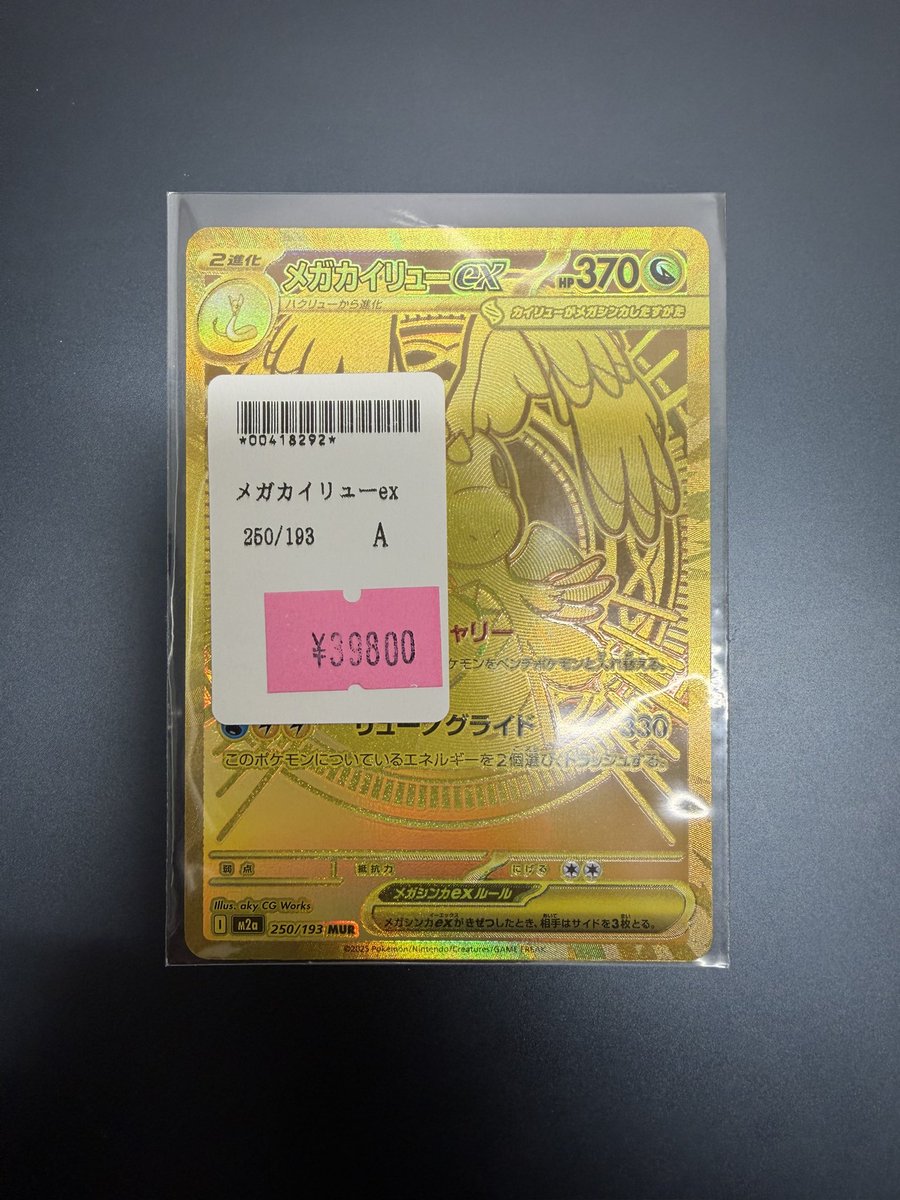 2進化
メガカイリューex
HP370
ハクリューから進化
カイリューがメガシンカしたすがた
*00418292*
メガカイリューex
250/193 A
¥39800
ャリー
ケモンをベンチポケモンと入れ替える。
リューノグライド 330
このポケモンについているエネルギーを2個選び、トラッシュする。
弱点 抵抗力 にげる
メガシンカexルール
メガシンカexがきぜつしたとき、相手はサイドを3枚とる。
Illus. aky CG Works
I m2a 250/193 MUR
©2025 Pokémon/Nintendo/Creatures/GAME FREAK